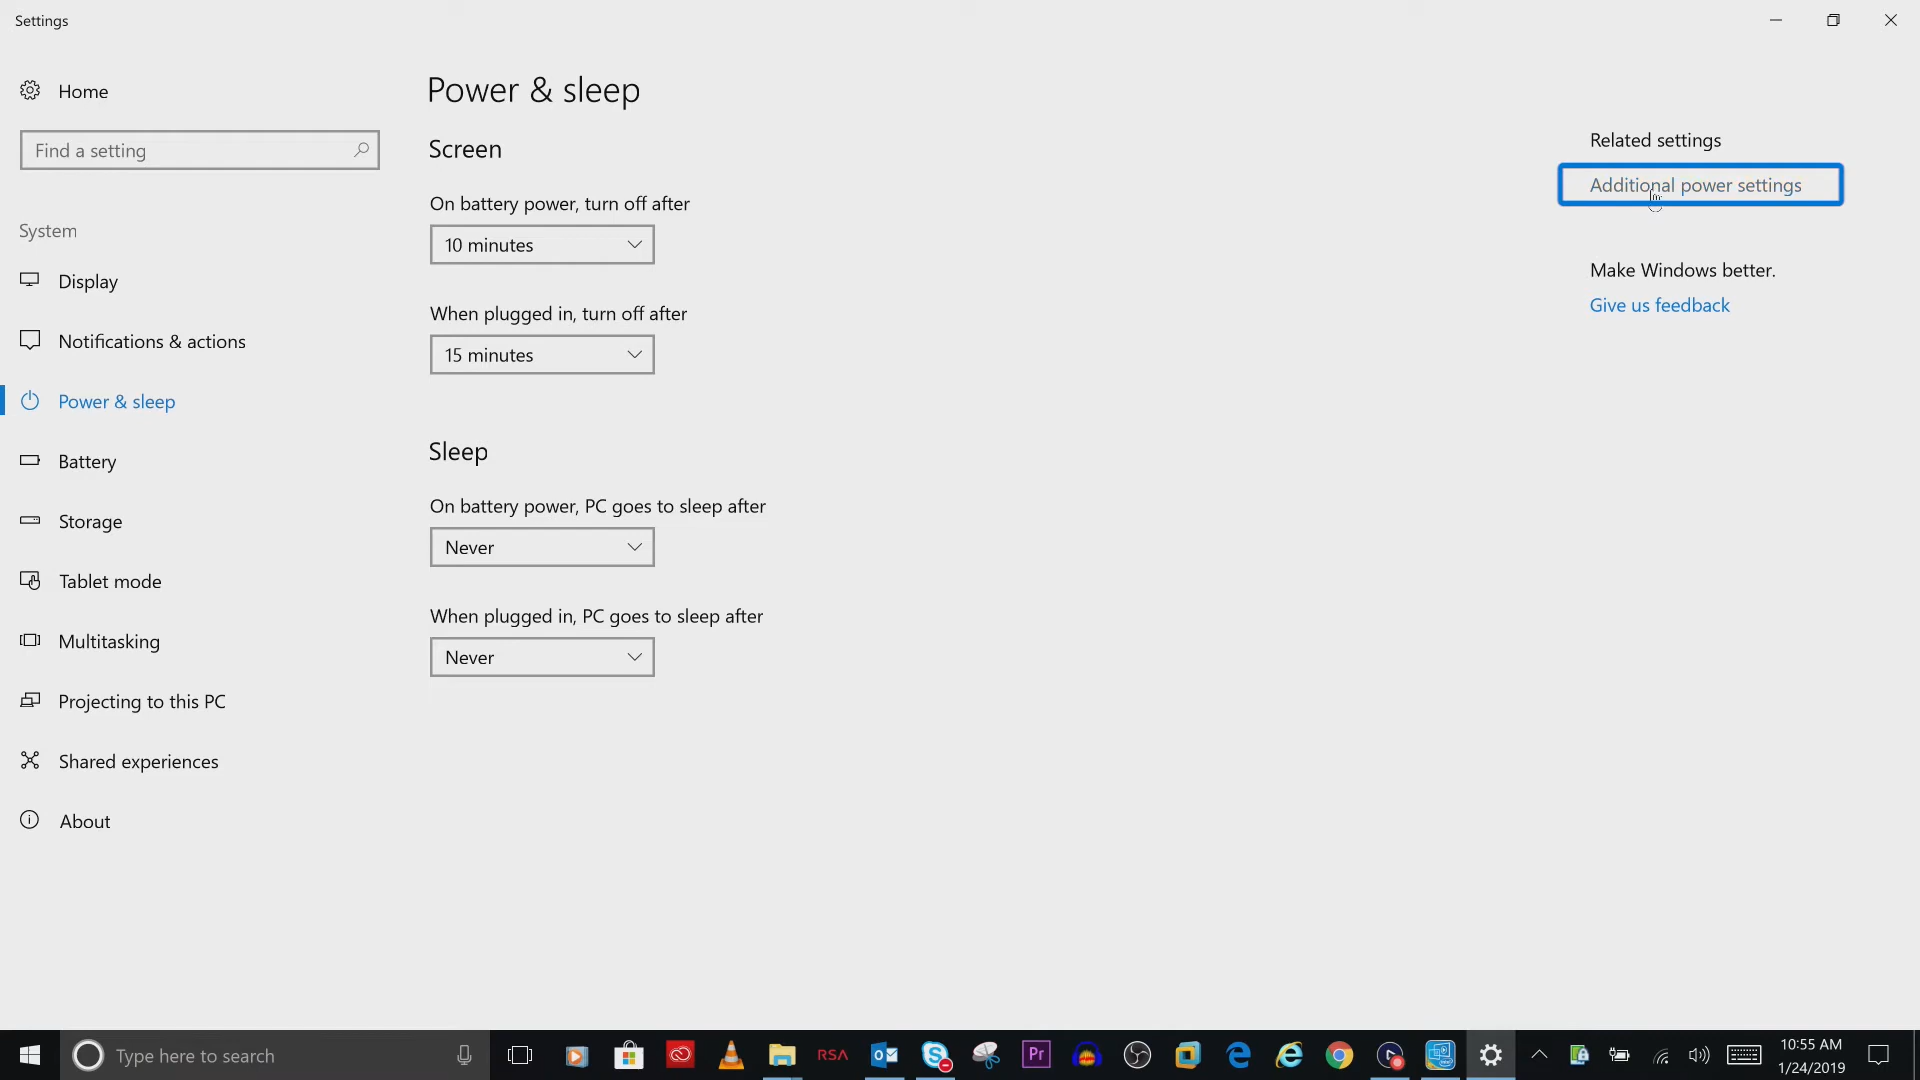 Settings
Home
Find a setting
System
Display
Notifications & actions
Power & sleep
Battery
Storage
Tablet mode
Multitasking
Projecting to this PC
Shared experiences
About
Power & sleep
Screen
On battery power, turn off after
10 minutes
When plugged in, turn off after
15 minutes
Sleep
On battery power, PC goes to sleep after
Never
When plugged in, PC goes to sleep after
Never
Related settings
Additional power settings
Make Windows better.
Give us feedback
Type here to search
RSA
Pr
10:55 AM
1/24/2019